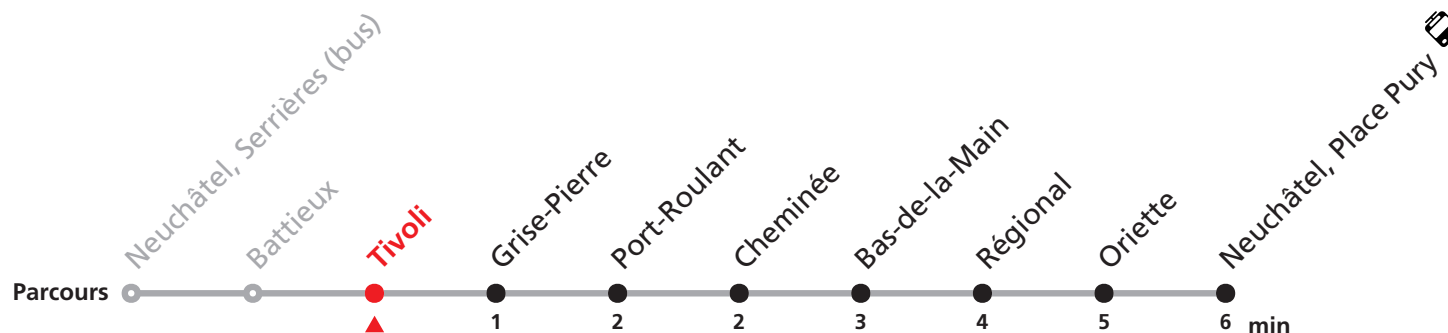 Neuchâtel, Serrières (bus)
Battieux
Tivoli
Grise-Pierre
Port-Roulant
Cheminée
Bas-de-la-Main
Régional
Oriette
Neuchâtel, Place Pury
Parcours
1 2 2 3 4 5 6 min